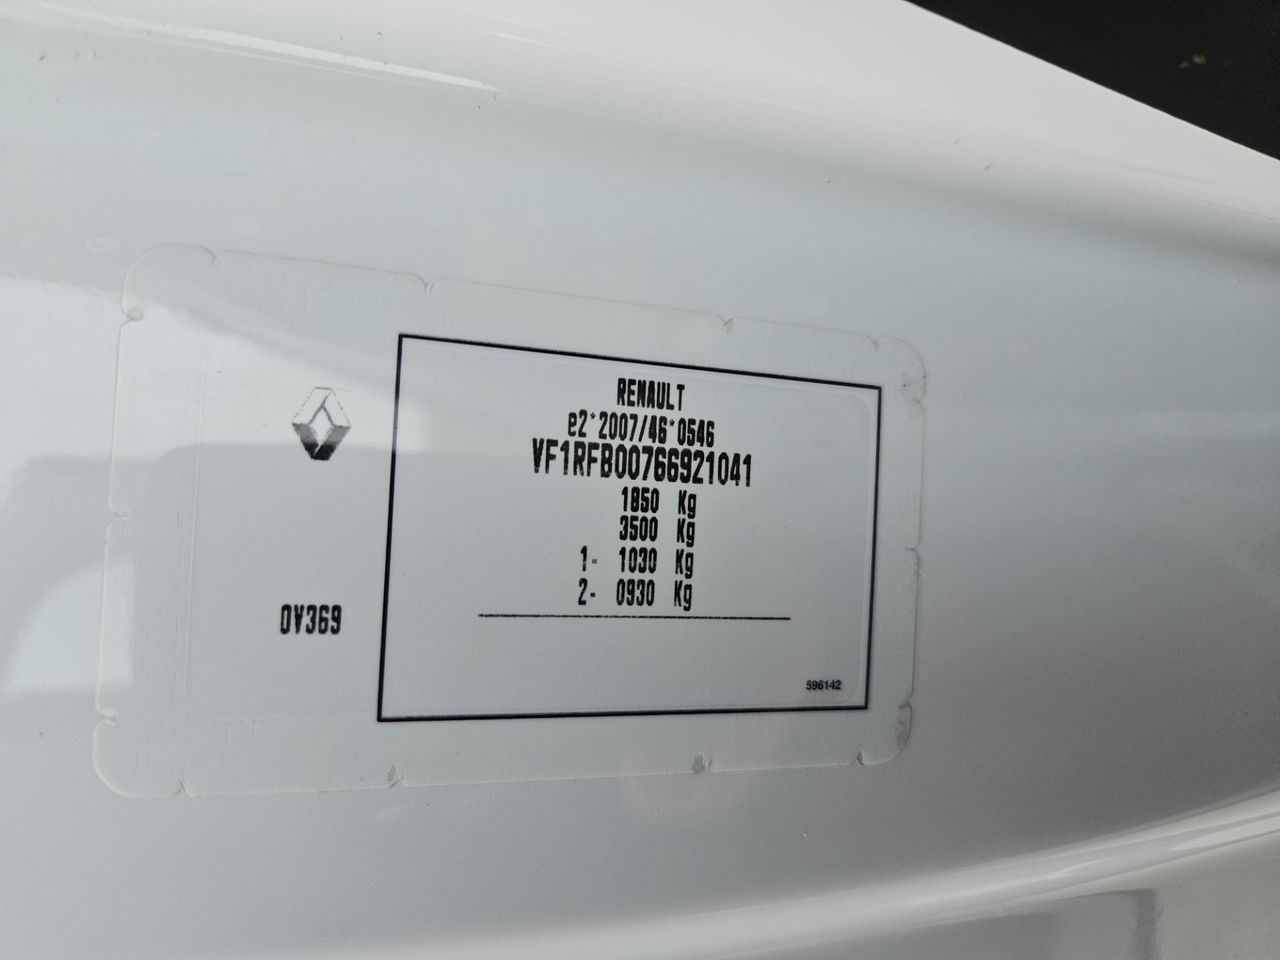 RENAULT
e2*2007/46*0546
VF1RFB00766921041
1850 Kg
3500 Kg
1- 1030 Kg
2- 0930 Kg
0V369
596142